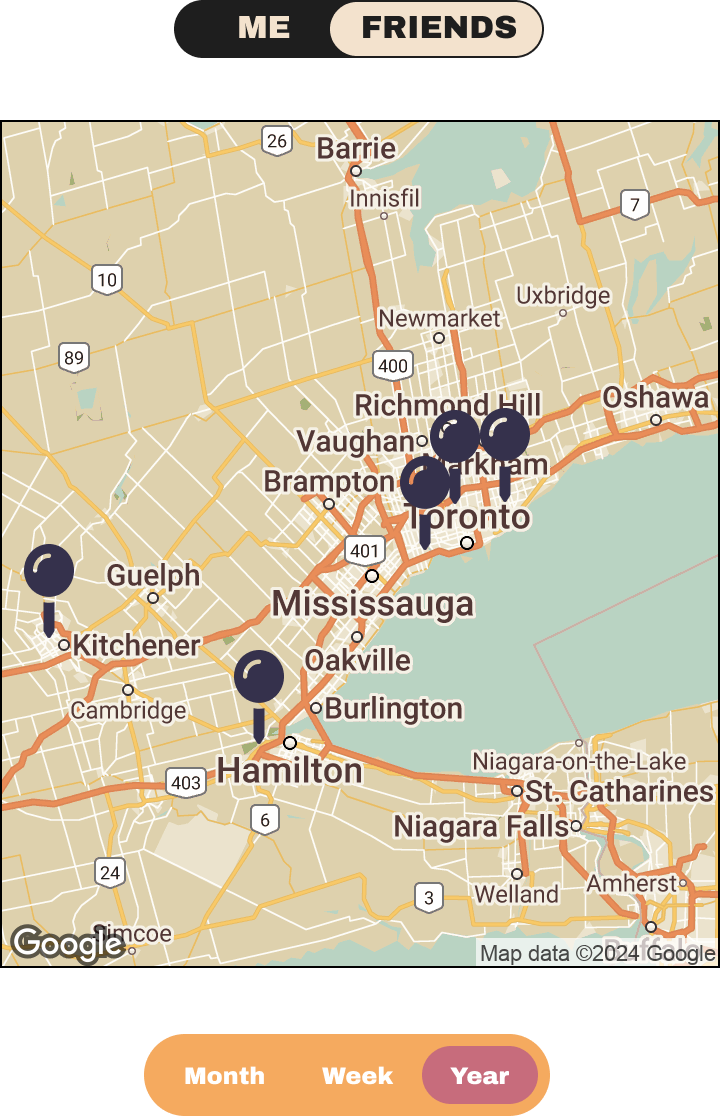 ME FRIENDS
26
Barrie
Innisfil
7
10
Uxbridge
Newmarket
89
400
Oshawa
Richmond Hill
Vaughan
Markham
Brampton
Toronto
401
Guelph
Mississauga
Kitchener
Oakville
Cambridge
Burlington
Niagara-on-the-Lake
Hamilton
403
St. Catharines
6
Niagara Falls
24
Amherst
3
Welland
Simcoe
Google
Buffalo
Map data ©2024 Google
Month Week Year